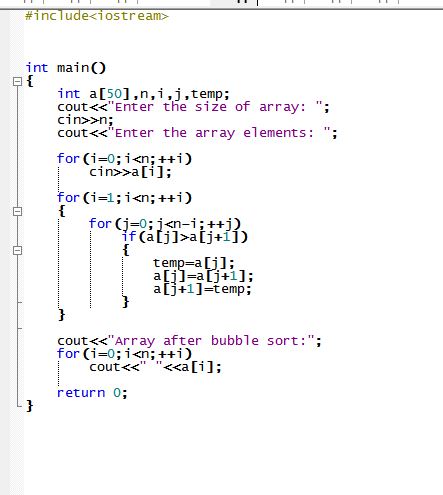 #include<iostream>
int main()
{
int a[50],n,i,j,temp;
cout<<"Enter the size of array: ";
cin>>n;
cout<<"Enter the array elements: ";
for(i=0;i<n;++i)
cin>>a[i];
for(i=1;i<n;++i)
{
for(j=0;j<n-i;++j)
if(a[j]>a[j+1])
{
temp=a[j];
a[j]=a[j+1];
a[j+1]=temp;
}
}
cout<<"Array after bubble sort:";
for(i=0;i<n;++i)
cout<<" "<<a[i];
return 0;
}